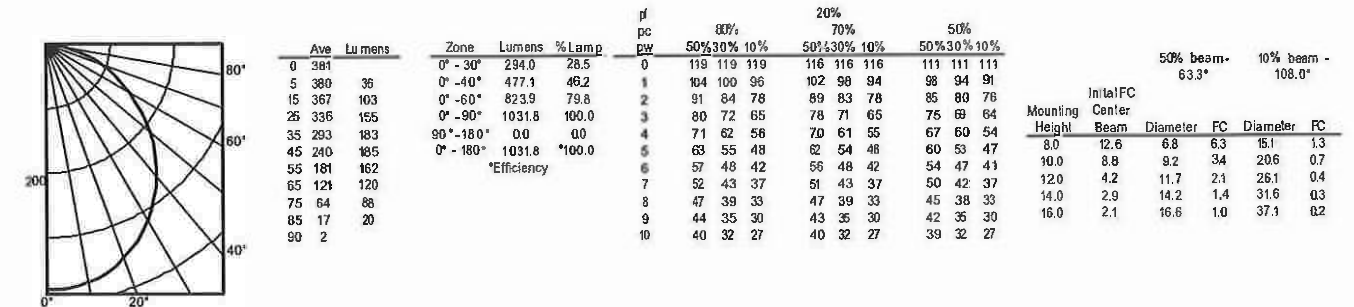 80°
60°
200
40°
0°
20°
Ave Lumens
0 381
5 380 36
15 367 103
25 336 155
35 293 183
45 240 185
55 181 162
65 121 120
75 64 88
85 17 20
90 2
Zone Lumens %Lamp
0° - 30° 294.0 28.5
0° -40° 477.1 46.2
0° -60° 823.9 79.8
0° -90° 1031.8 100.0
90°-180° 0.0 0.0
0° - 180° 1031.8 *100.0
*Efficiency
pf 20%
pc 80% 70% 50%
pw 50%30% 10% 50%30% 10% 50%30%10%
0 119 119 119 116 116 116 111 111 111
1 104 100 96 102 98 94 98 94 91
2 91 84 78 89 83 78 85 80 76
3 80 72 65 78 71 65 75 69 64
4 71 62 56 70 61 55 67 60 54
5 63 55 48 62 54 48 60 53 47
6 57 48 42 56 48 42 54 47 41
7 52 43 37 51 43 37 50 42 37
8 47 39 33 47 39 33 45 38 33
9 44 35 30 43 35 30 42 35 30
10 40 32 27 40 32 27 39 32 27
50% beam- 10% beam -
63.3° 108.0°
Inital FC
Mounting Center
Height Beam Diameter FC Diameter FC
8.0 12.6 6.8 6.3 15.1 1.3
10.0 8.8 9.2 3.4 20.6 0.7
12.0 4.2 11.7 2.1 26.1 0.4
14.0 2.9 14.2 1.4 31.6 0.3
16.0 2.1 16.6 1.0 37.1 0.2